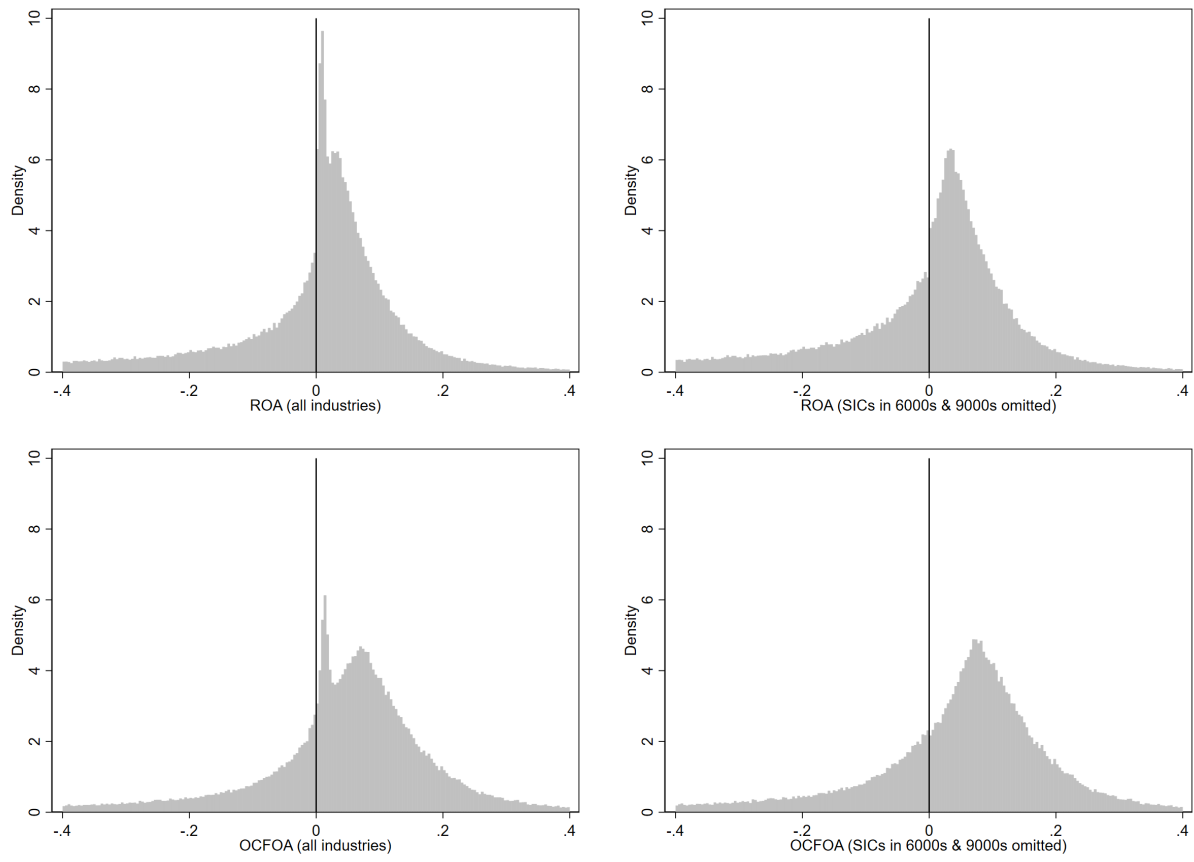 10
8
6
4
2
0
Density
-.4 -.2 0 .2 .4
ROA (all industries)
10
8
6
4
2
0
Density
-.4 -.2 0 .2 .4
ROA (SICs in 6000s & 9000s omitted)
10
8
6
4
2
0
Density
-.4 -.2 0 .2 .4
OCFOA (all industries)
10
8
6
4
2
0
Density
-.4 -.2 0 .2 .4
OCFOA (SICs in 6000s & 9000s omitted)